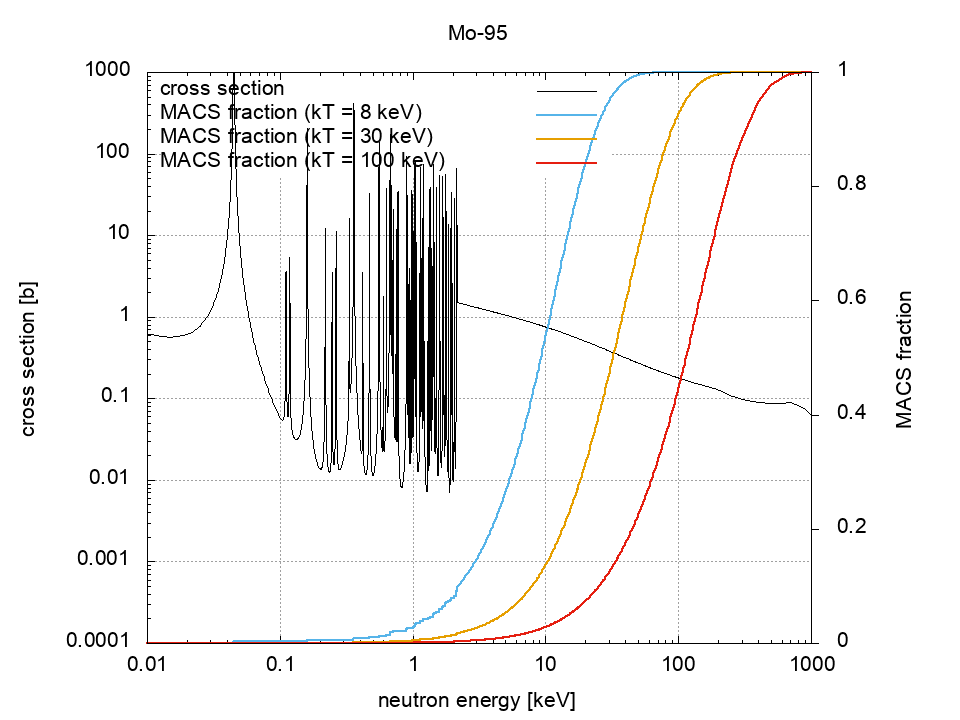 Mo-95
1000
100
10
1
0.1
0.01
0.001
0.0001
cross section [b]
cross section
MACS fraction (kT = 8 keV)
MACS fraction (kT = 30 keV)
MACS fraction (kT = 100 keV)
1
0.8
0.6
0.4
0.2
0
MACS fraction
0.01 0.1 1 10 100 1000
neutron energy [keV]